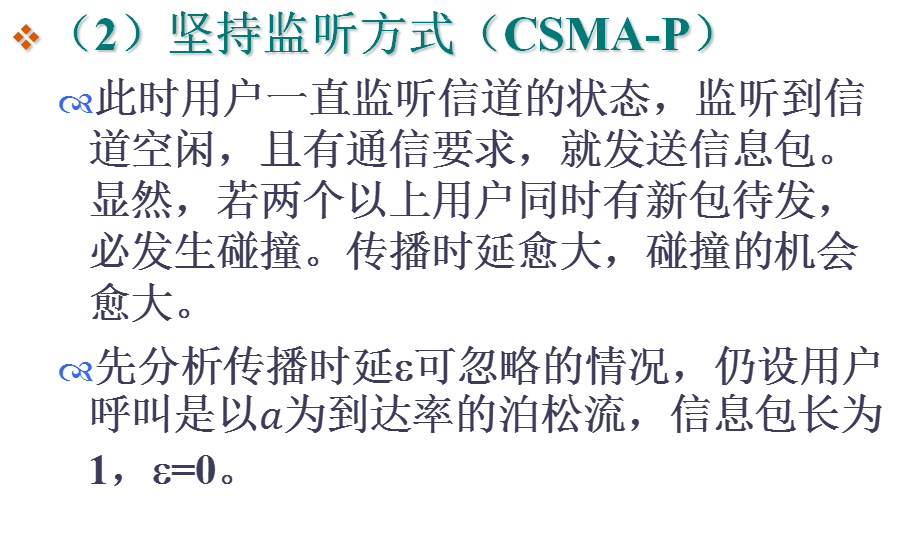 （2）坚持监听方式（CSMA-P）
此时用户一直监听信道的状态，监听到信
道空闲，且有通信要求，就发送信息包。
显然，若两个以上用户同时有新包待发，
必发生碰撞。传播时延愈大，碰撞的机会
愈大。
先分析传播时延ε可忽略的情况，仍设用户
呼叫是以a为到达率的泊松流，信息包长为
1，ε=0。